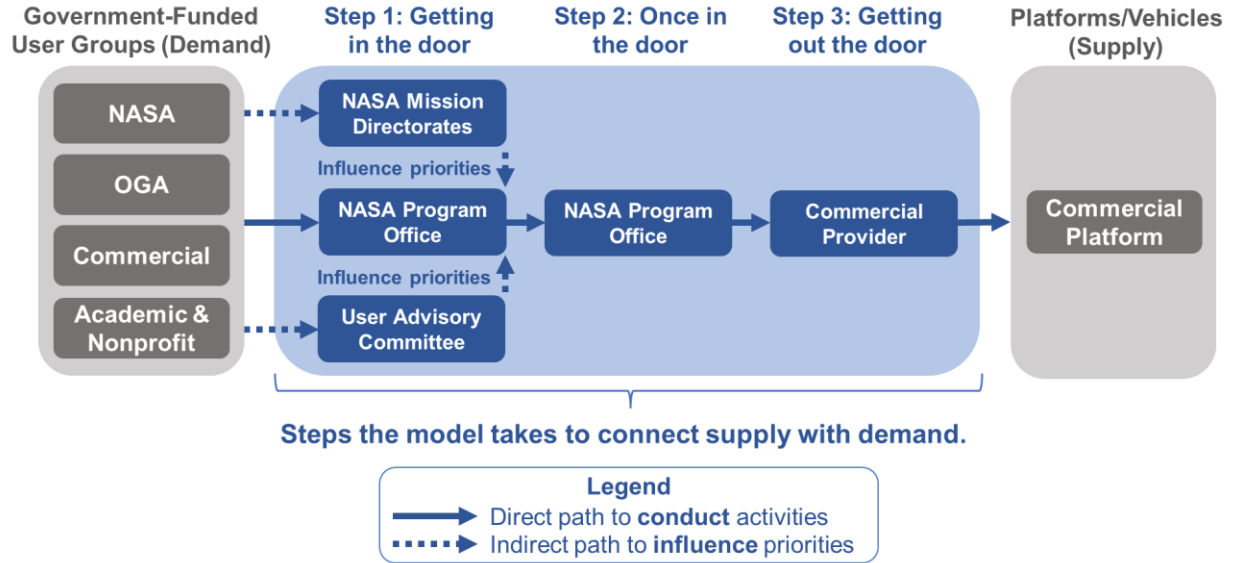 Government-Funded
User Groups (Demand)
Step 1: Getting
in the door
Step 2: Once in
the door
Step 3: Getting
out the door
Platforms/Vehicles
(Supply)
NASA
OGA
Commercial
Academic &
Nonprofit
NASA Mission
Directorates
Influence priorities
NASA Program
Office
Influence priorities
User Advisory
Committee
NASA Program
Office
Commercial
Provider
Commercial
Platform
Steps the model takes to connect supply with demand.
Legend
Direct path to conduct activities
Indirect path to influence priorities